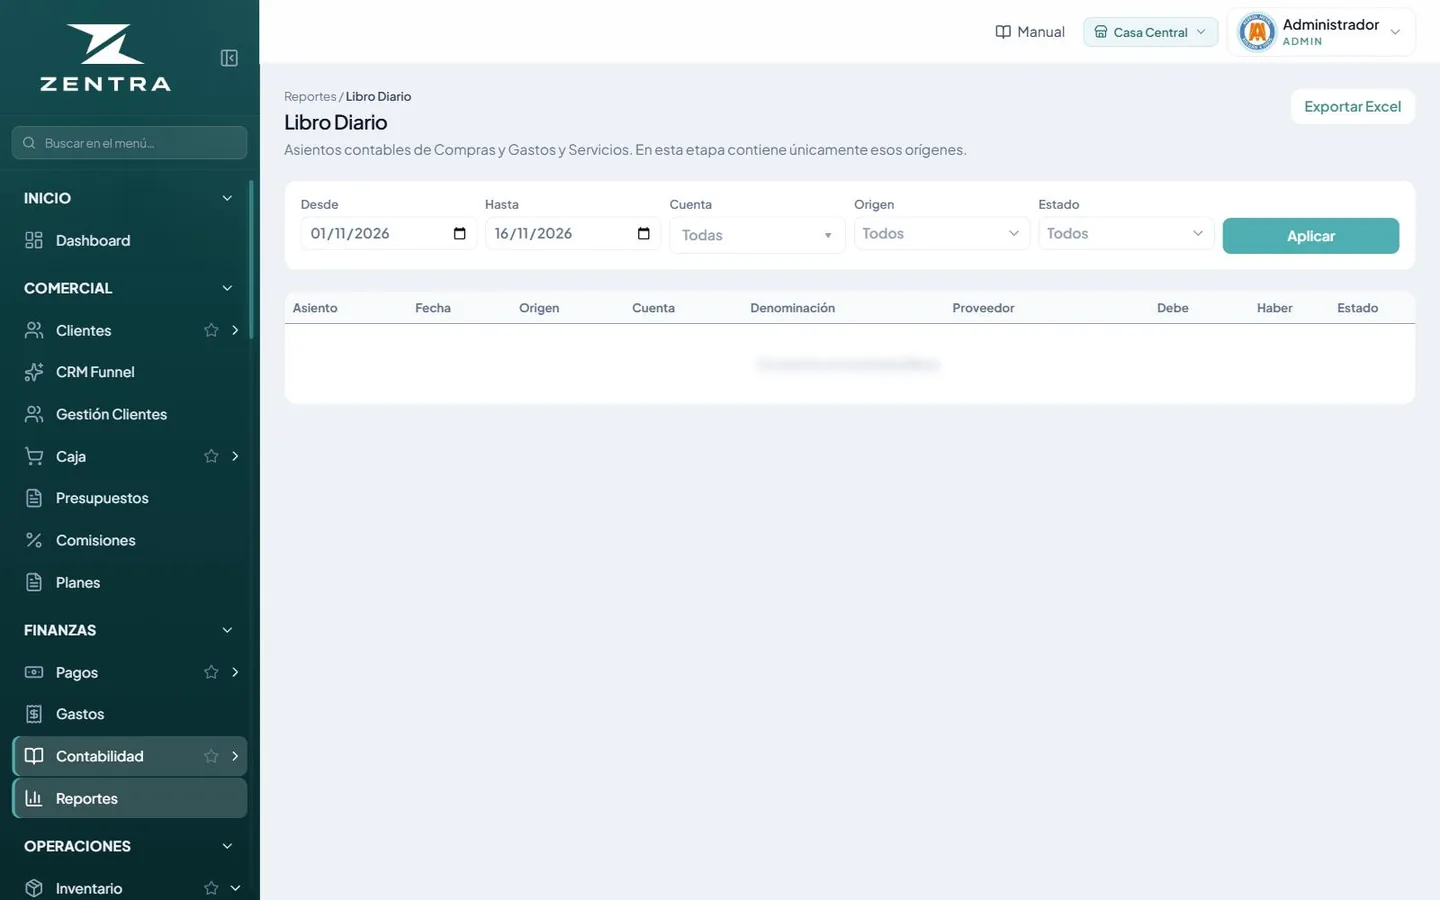 ZENTRA
Buscar en el menú...
INICIO
Dashboard
COMERCIAL
Clientes
CRM Funnel
Gestión Clientes
Caja
Presupuestos
Comisiones
Planes
FINANZAS
Pagos
Gastos
Contabilidad
Reportes
OPERACIONES
Inventario
Manual
Casa Central
Administrador
ADMIN
Reportes / Libro Diario
Libro Diario
Exportar Excel
Asientos contables de Compras y Gastos y Servicios. En esta etapa contiene únicamente esos orígenes.
Desde Hasta Cuenta Origen Estado
01/11/2026 16/11/2026 Todas Todos Todos Aplicar
Asiento Fecha Origen Cuenta Denominación Proveedor Debe Haber Estado